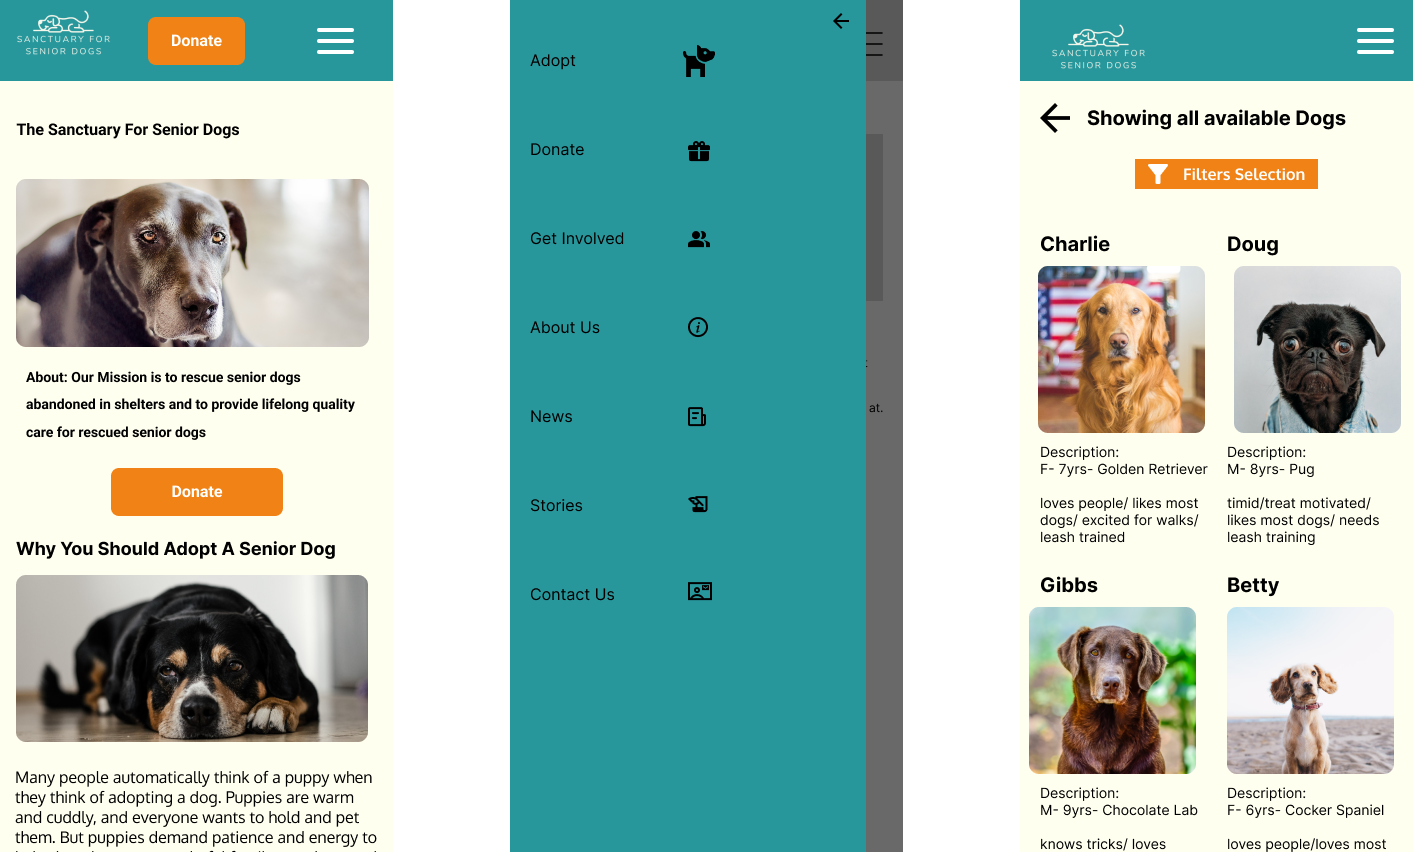 SANCTUARY FOR
SENIOR DOGS
Donate
The Sanctuary For Senior Dogs
About: Our Mission is to rescue senior dogs
abandoned in shelters and to provide lifelong quality
care for rescued senior dogs
Donate
Why You Should Adopt A Senior Dog
Many people automatically think of a puppy when
they think of adopting a dog. Puppies are warm
and cuddly, and everyone wants to hold and pet
them. But puppies demand patience and energy to
Adopt
Donate
Get Involved
About Us
News
Stories
Contact Us
at.
SANCTUARY FOR
SENIOR DOGS
Showing all available Dogs
Filters Selection
Charlie
Description:
F- 7yrs- Golden Retriever
loves people/ likes most
dogs/ excited for walks/
leash trained
Doug
Description:
M- 8yrs- Pug
timid/treat motivated/
likes most dogs/ needs
leash training
Gibbs
Description:
M- 9yrs- Chocolate Lab
knows tricks/ loves
Betty
Description:
F- 6yrs- Cocker Spaniel
loves people/loves most